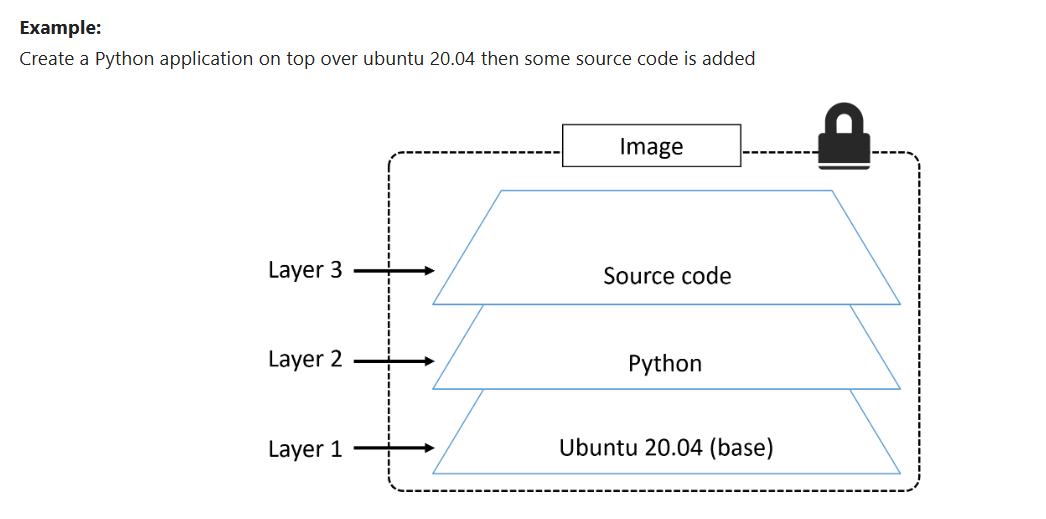 Example:
Create a Python application on top over ubuntu 20.04 then some source code is added
Image
Layer 3
Source code
Layer 2
Python
Layer 1
Ubuntu 20.04 (base)